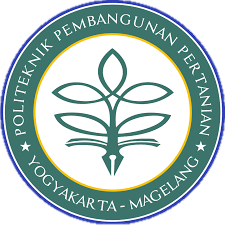 POLITEKNIK PEMBANGUNAN PERTANIAN
YOGYAKARTA - MAGELANG